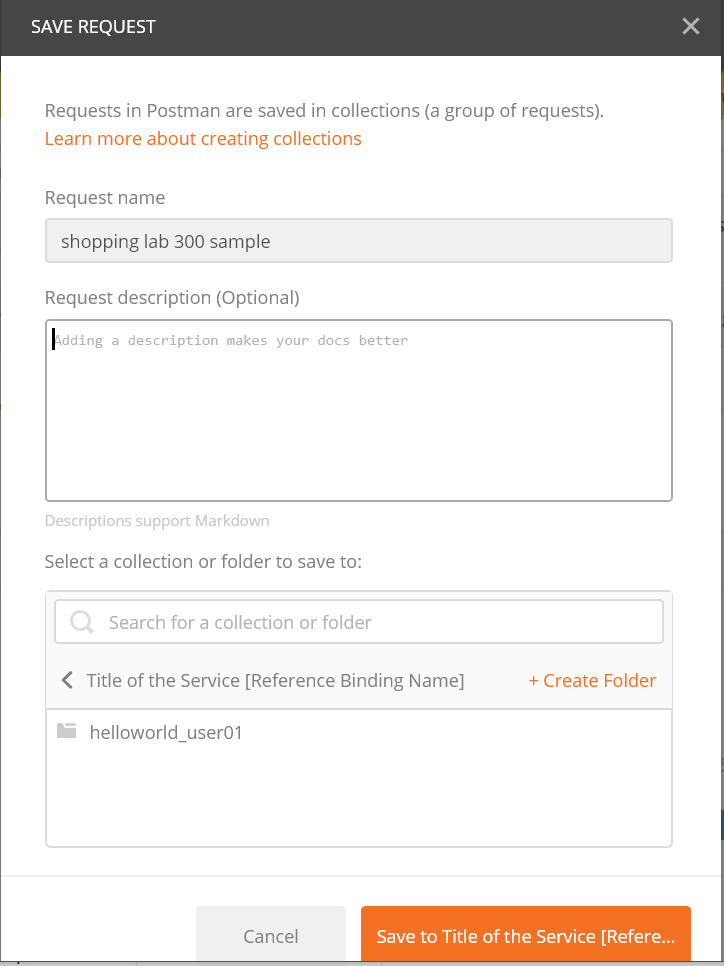 SAVE REQUEST
Requests in Postman are saved in collections (a group of requests).
Learn more about creating collections
Request name
shopping lab 300 sample
Request description (Optional)
Adding a description makes your docs better
Descriptions support Markdown
Select a collection or folder to save to:
Search for a collection or folder
Title of the Service [Reference Binding Name] + Create Folder
helloworld_user01
Cancel Save to Title of the Service [Refere...